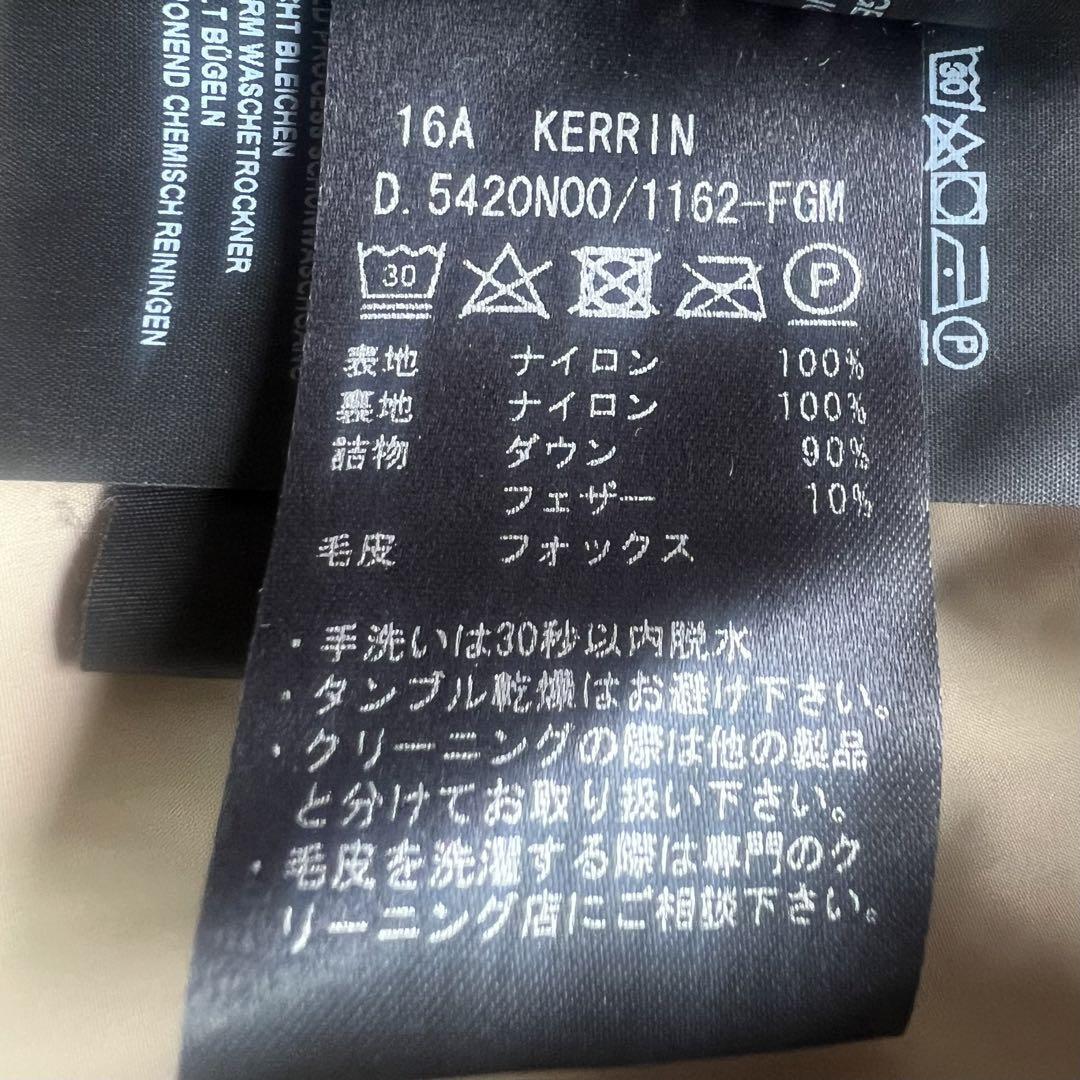 16A KERRIN
D. 5420N00/1162-FGM
30
P
表地 ナイロン 100%
裏地 ナイロン 100%
詰物 ダウン 90%
フェザー 10%
毛皮 フォックス
・手洗いは30秒以内脱水
・タンブル乾燥はお避け下さい。
・クリーニングの際は他の製品
と分けてお取り扱い下さい。
・毛皮を洗濯する際は専門のク
リーニング店にご相談下さい。
BLEICHEN
WASCHETROCKNER
BÜGELN
CHEMISCH REININGEN
30
P